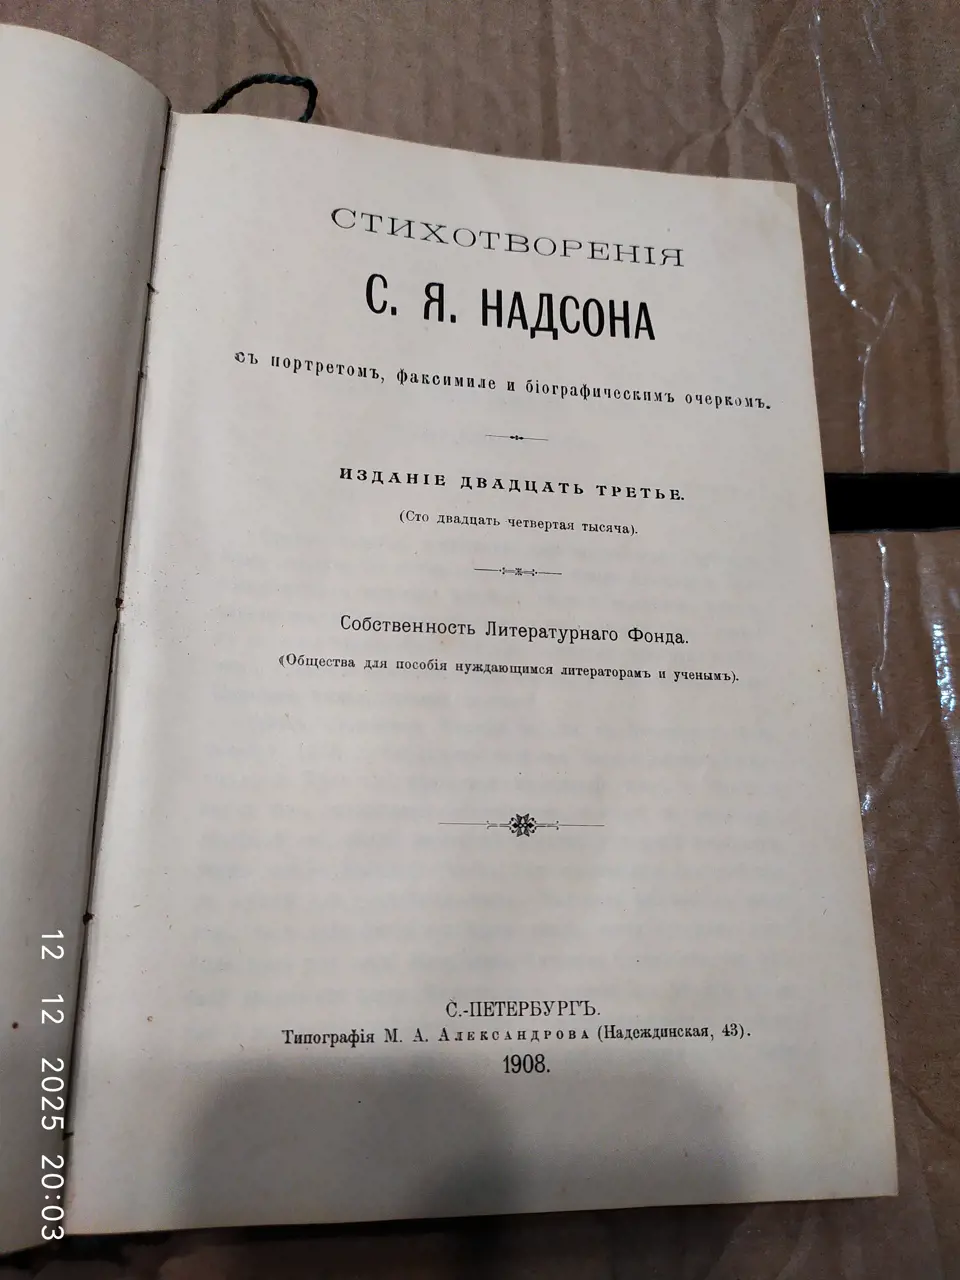 СТИХОТВОРЕНІЯ
С. Я. НАДСОНА
съ портретомъ, факсимиле и біографическимъ очеркомъ.
ИЗДАНІЕ ДВАДЦАТЬ ТРЕТЬЕ.
(Сто двадцать четвертая тысяча).
Собственность Литературнаго Фонда.
(Общества для пособія нуждающимся литераторамъ и ученымъ).
С.-ПЕТЕРБУРГЪ.
Типографія М. А. Александрова (Надеждинская, 43).
1908.
12 12 2025 20:03